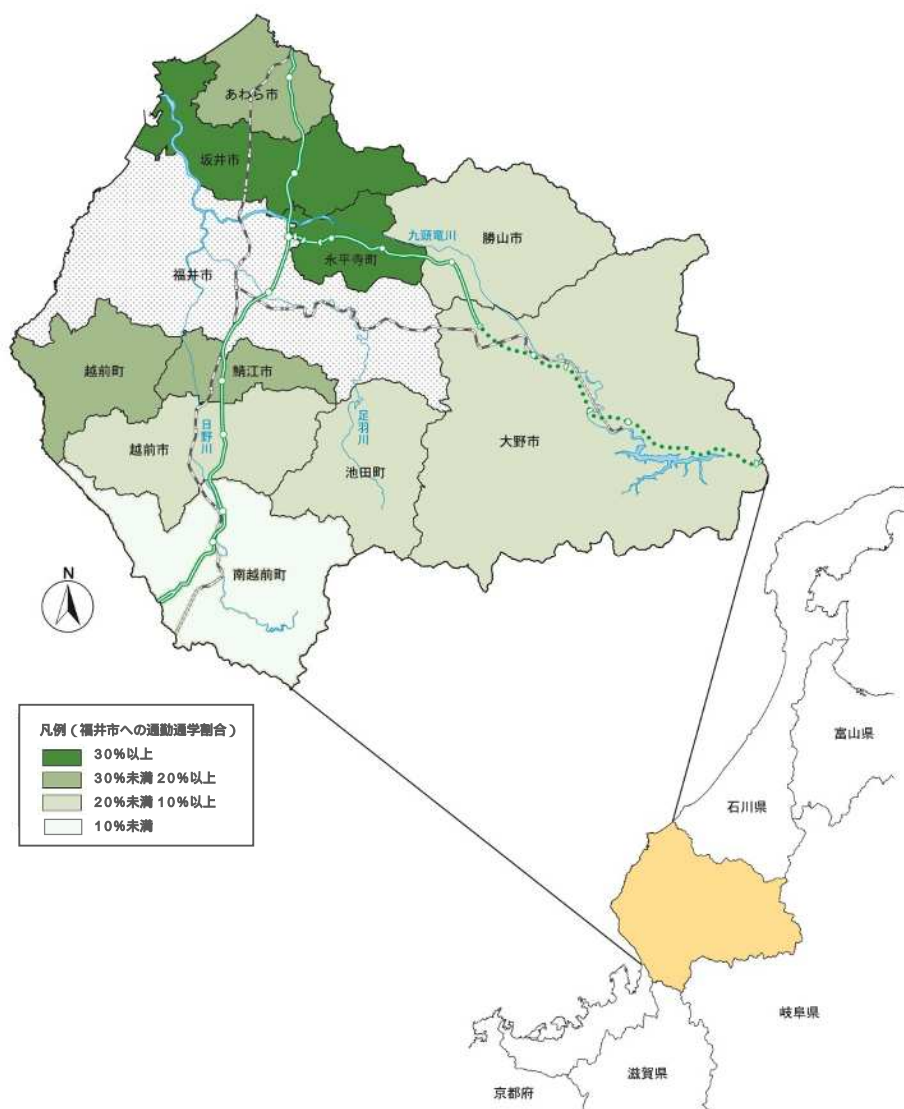 あわら市
坂井市
九頭竜川
勝山市
永平寺町
福井市
越前町
鯖江市
日野川
足羽川
越前市
池田町
大野市
N
南越前町
凡例（福井市への通勤通学割合）
30%以上
30%未満 20%以上
20%未満 10%以上
10%未満
富山県
石川県
岐阜県
滋賀県
京都府